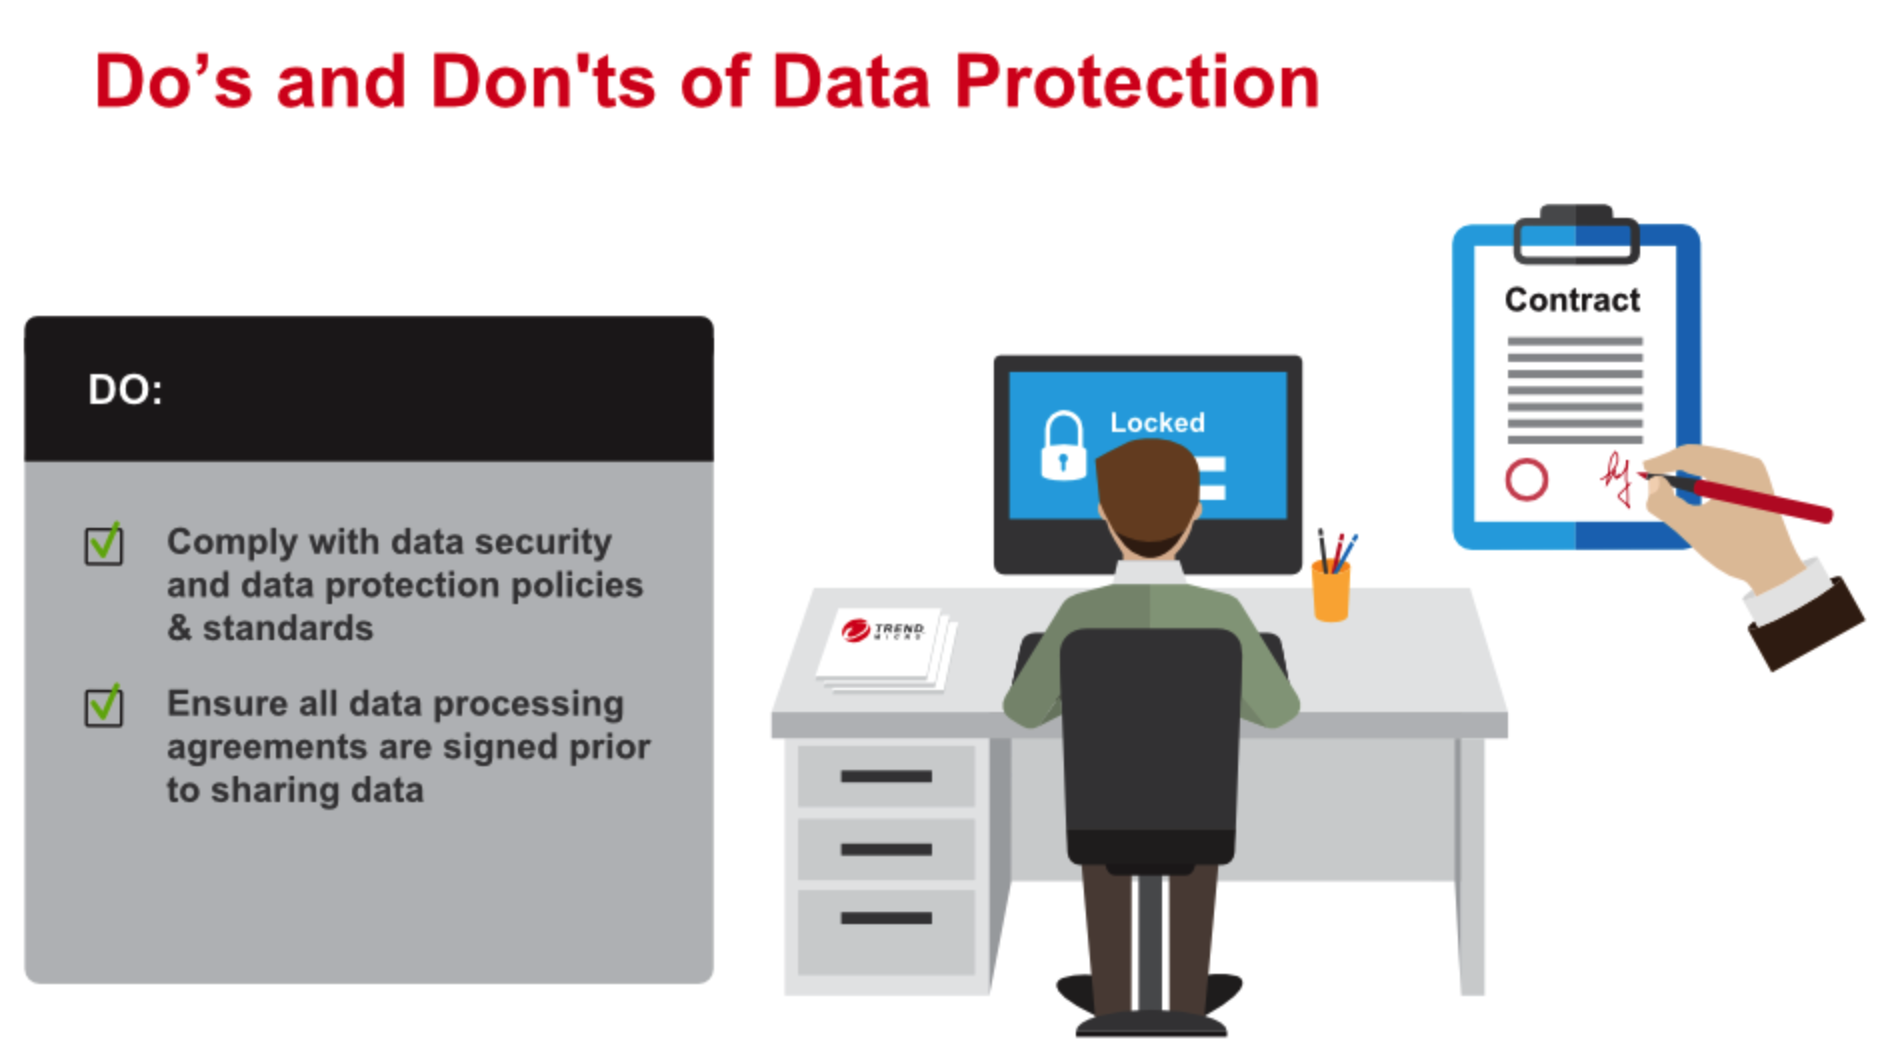 Do’s and Don'ts of Data Protection
DO:
Comply with data security
and data protection policies
& standards
Ensure all data processing
agreements are signed prior
to sharing data
Locked
Contract
TREND
MICRO